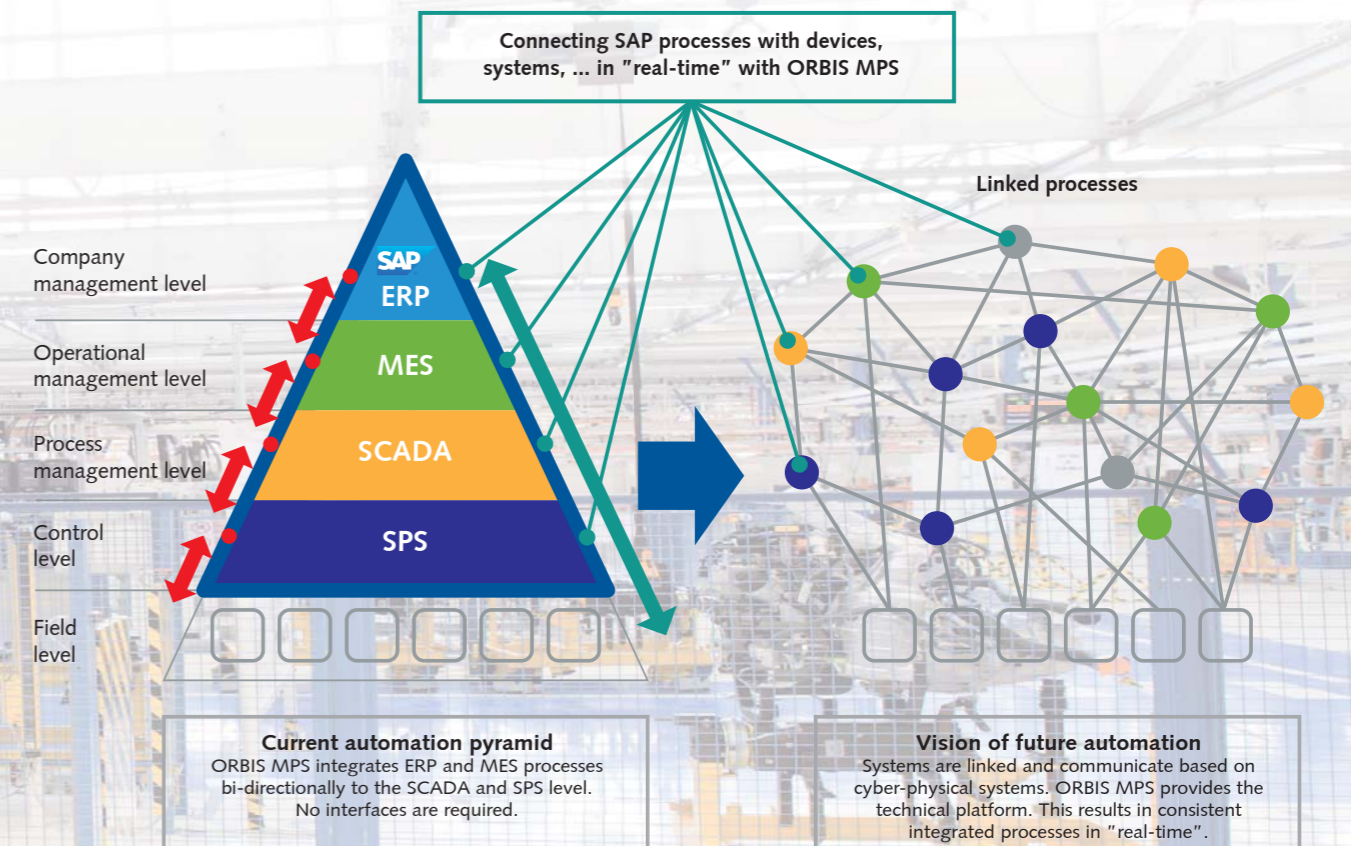 Connecting SAP processes with devices,
systems, ... in "real-time" with ORBIS MPS
Linked processes
Company
management level
SAP
ERP
Operational
management level
MES
Process
management level
SCADA
Control
level
SPS
Field
level
Current automation pyramid
ORBIS MPS integrates ERP and MES processes
bi-directionally to the SCADA and SPS level.
No interfaces are required.
Vision of future automation
Systems are linked and communicate based on
cyber-physical systems. ORBIS MPS provides the
technical platform. This results in consistent
integrated processes in "real-time".